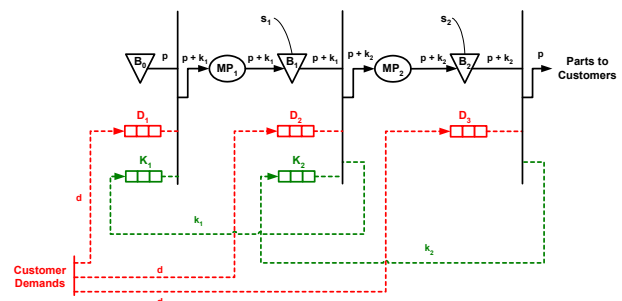 s₁
s₂
p
p + k₁
p + k₁
p + k₁
p + k₂
p + k₂
p + k₂
p
B₀
MP₁
B₁
MP₂
B₂
Parts to
Customers
D₁
D₂
D₃
K₁
K₂
d
k₁
k₂
Customer
Demands
d
d
d